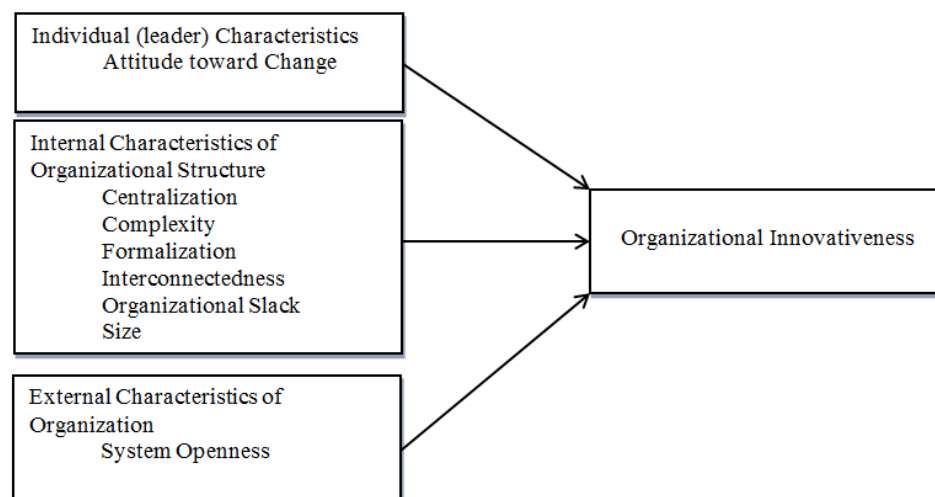 Individual (leader) Characteristics
Attitude toward Change
Internal Characteristics of
Organizational Structure
Centralization
Complexity
Formalization
Interconnectedness
Organizational Slack
Size
External Characteristics of
Organization
System Openness
Organizational Innovativeness